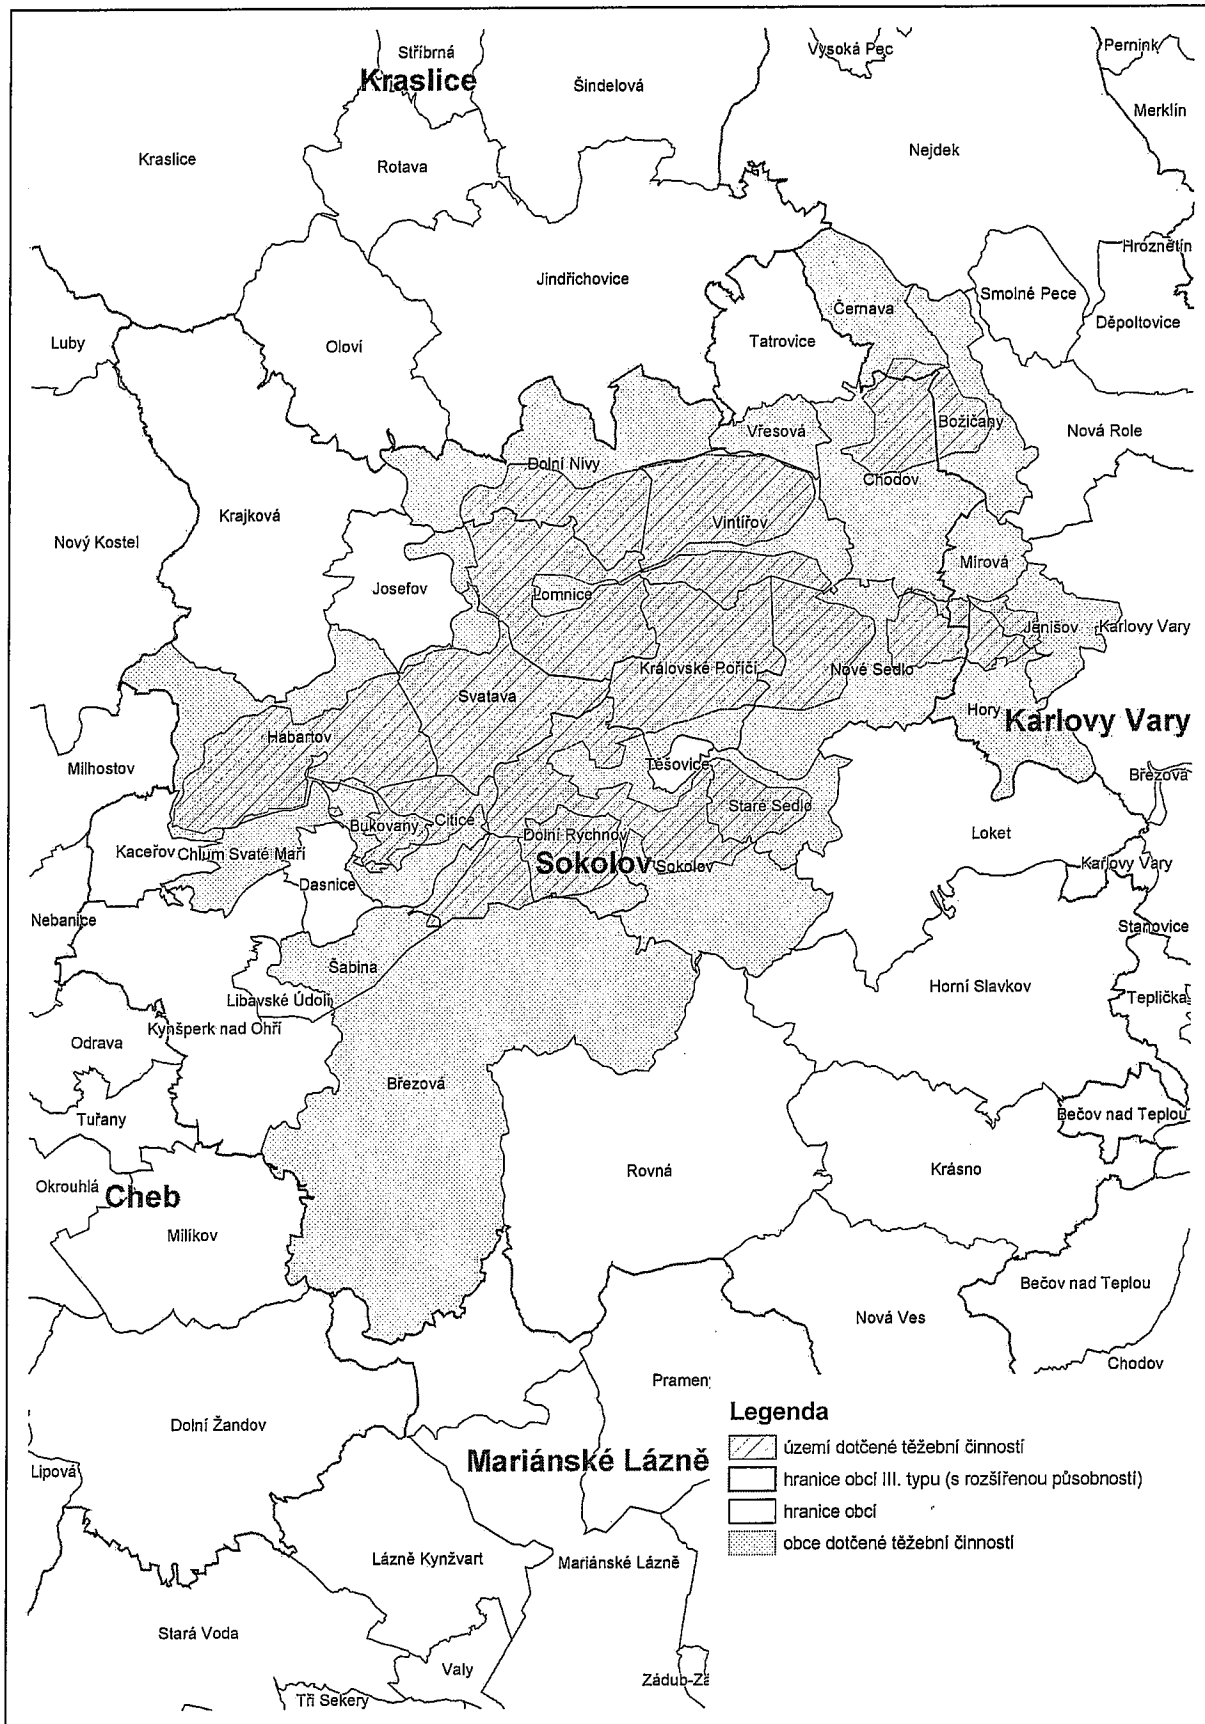 Stříbrná
Kraslice
Šindelová
Vysoká Pec
Pernink
Merklín
Kraslice
Rotava
Nejdek
Hroznětín
Jindřichovice
Smolné Pece
Černava
Děpoltovice
Luby
Oloví
Tatrovice
Božičany
Nová Role
Vřesová
Dolní Nivy
Chodov
Krajková
Vintířov
Nový Kostel
Mírová
Josefov
Lomnice
Jenišov
Karlovy Vary
Královské Poříčí
Nové Sedlo
Svatava
Hory
Karlovy Vary
Habartov
Těšovice
Milhostov
Březová
Staré Sedlo
Bukovany
Citice
Dolní Rychnov
Loket
Kaceřov
Chlum Svaté Maří
Sokolov
Sokolov
Karlovy Vary
Dasnice
Nebanice
Stanovice
Šabina
Horní Slavkov
Libavské Údolí
Teplička
Kynšperk nad Ohří
Odrava
Březová
Tuřany
Bečov nad Teplou
Rovná
Krásno
Okrouhlá
Cheb
Milíkov
Bečov nad Teplou
Nová Ves
Chodov
Prameny
Dolní Žandov
Legenda
území dotčené těžební činností
Mariánské Lázně
Lipová
hranice obcí III. typu (s rozšířenou působností)
hranice obcí
obce dotčené těžební činností
Lázně Kynžvart
Mariánské Lázně
Stará Voda
Valy
Zádub-Zá
Tři Sekery